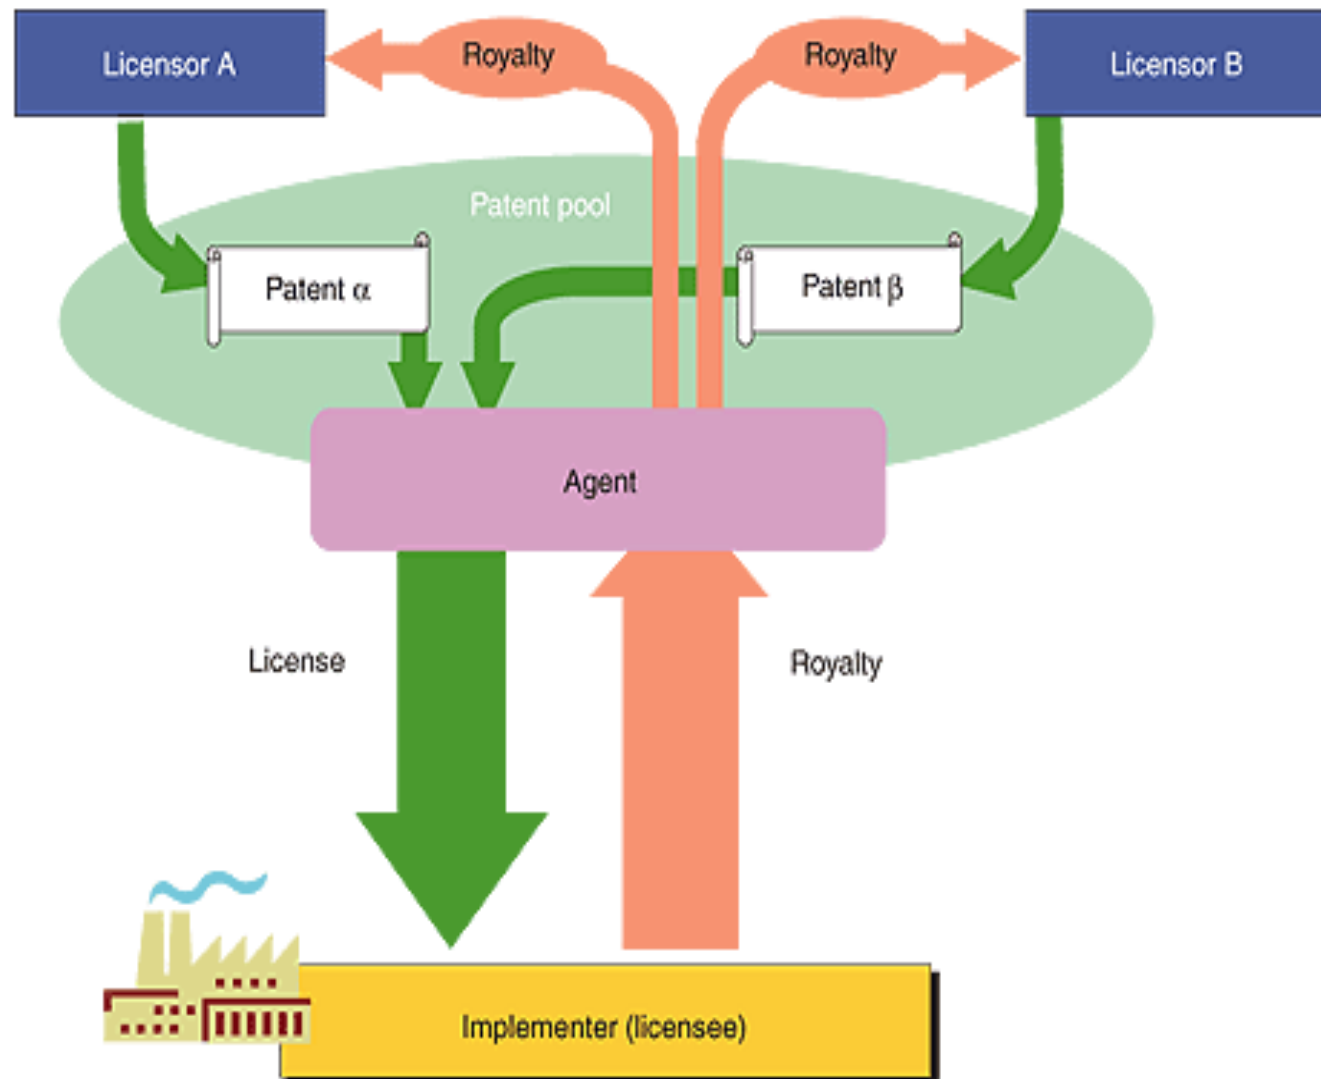 Licensor A
Royalty
Royalty
Licensor B
Patent pool
Patent α
Patent β
Agent
License
Royalty
Implementer (licensee)